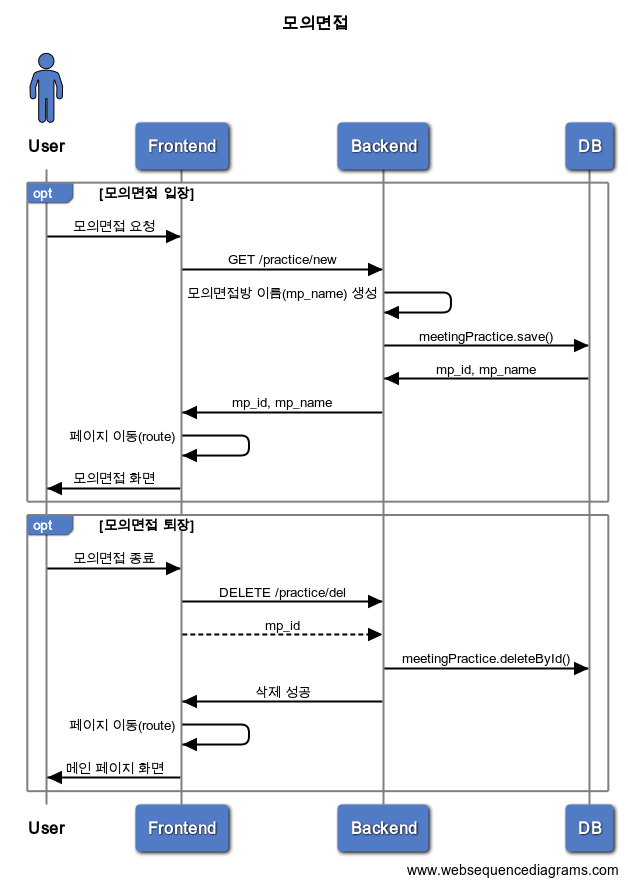 모의면접
User
Frontend
Backend
DB
opt
[모의면접 입장]
모의면접 요청
GET /practice/new
모의면접방 이름(mp_name) 생성
meetingPractice.save()
mp_id, mp_name
mp_id, mp_name
페이지 이동(route)
모의면접 화면
opt
[모의면접 퇴장]
모의면접 종료
DELETE /practice/del
mp_id
meetingPractice.deleteById()
삭제 성공
페이지 이동(route)
메인 페이지 화면
User
Frontend
Backend
DB
www.websequencediagrams.com